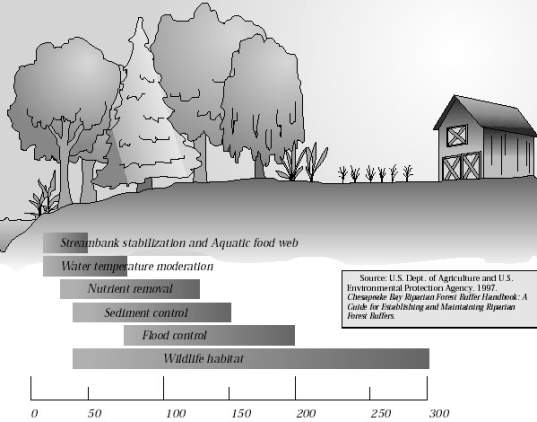 Streambank stabilization and Aquatic food web
Water temperature moderation
Nutrient removal
Sediment control
Flood control
Wildlife habitat
Source: U.S. Dept. of Agriculture and U.S.
Environmental Protection Agency. 1997.
Chesapeake Bay Riparian Forest Buffer Handbook: A
Guide for Establishing and Maintaining Riparian
Forest Buffers.
0 50 100 150 200 250 300